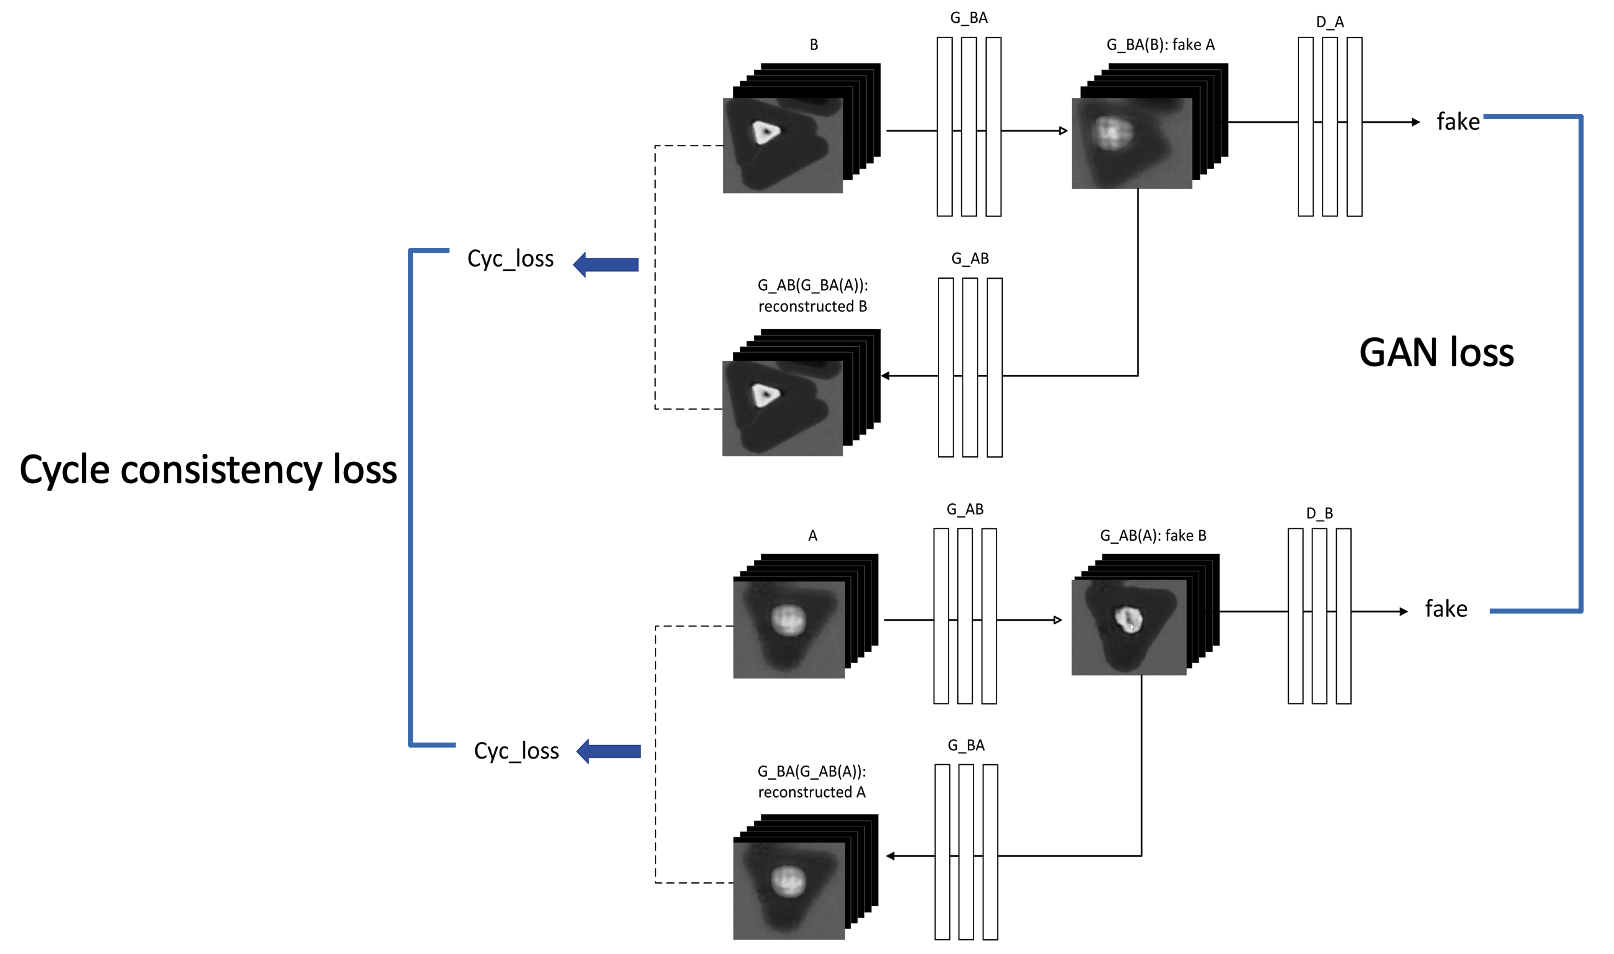 G_BA
D_A
B
G_BA(B): fake A
fake
Cyc_loss
G_AB
G_AB(G_BA(A)):
reconstructed B
GAN loss
Cycle consistency loss
G_AB
D_B
A
G_AB(A): fake B
fake
Cyc_loss
G_BA
G_BA(G_AB(A)):
reconstructed A